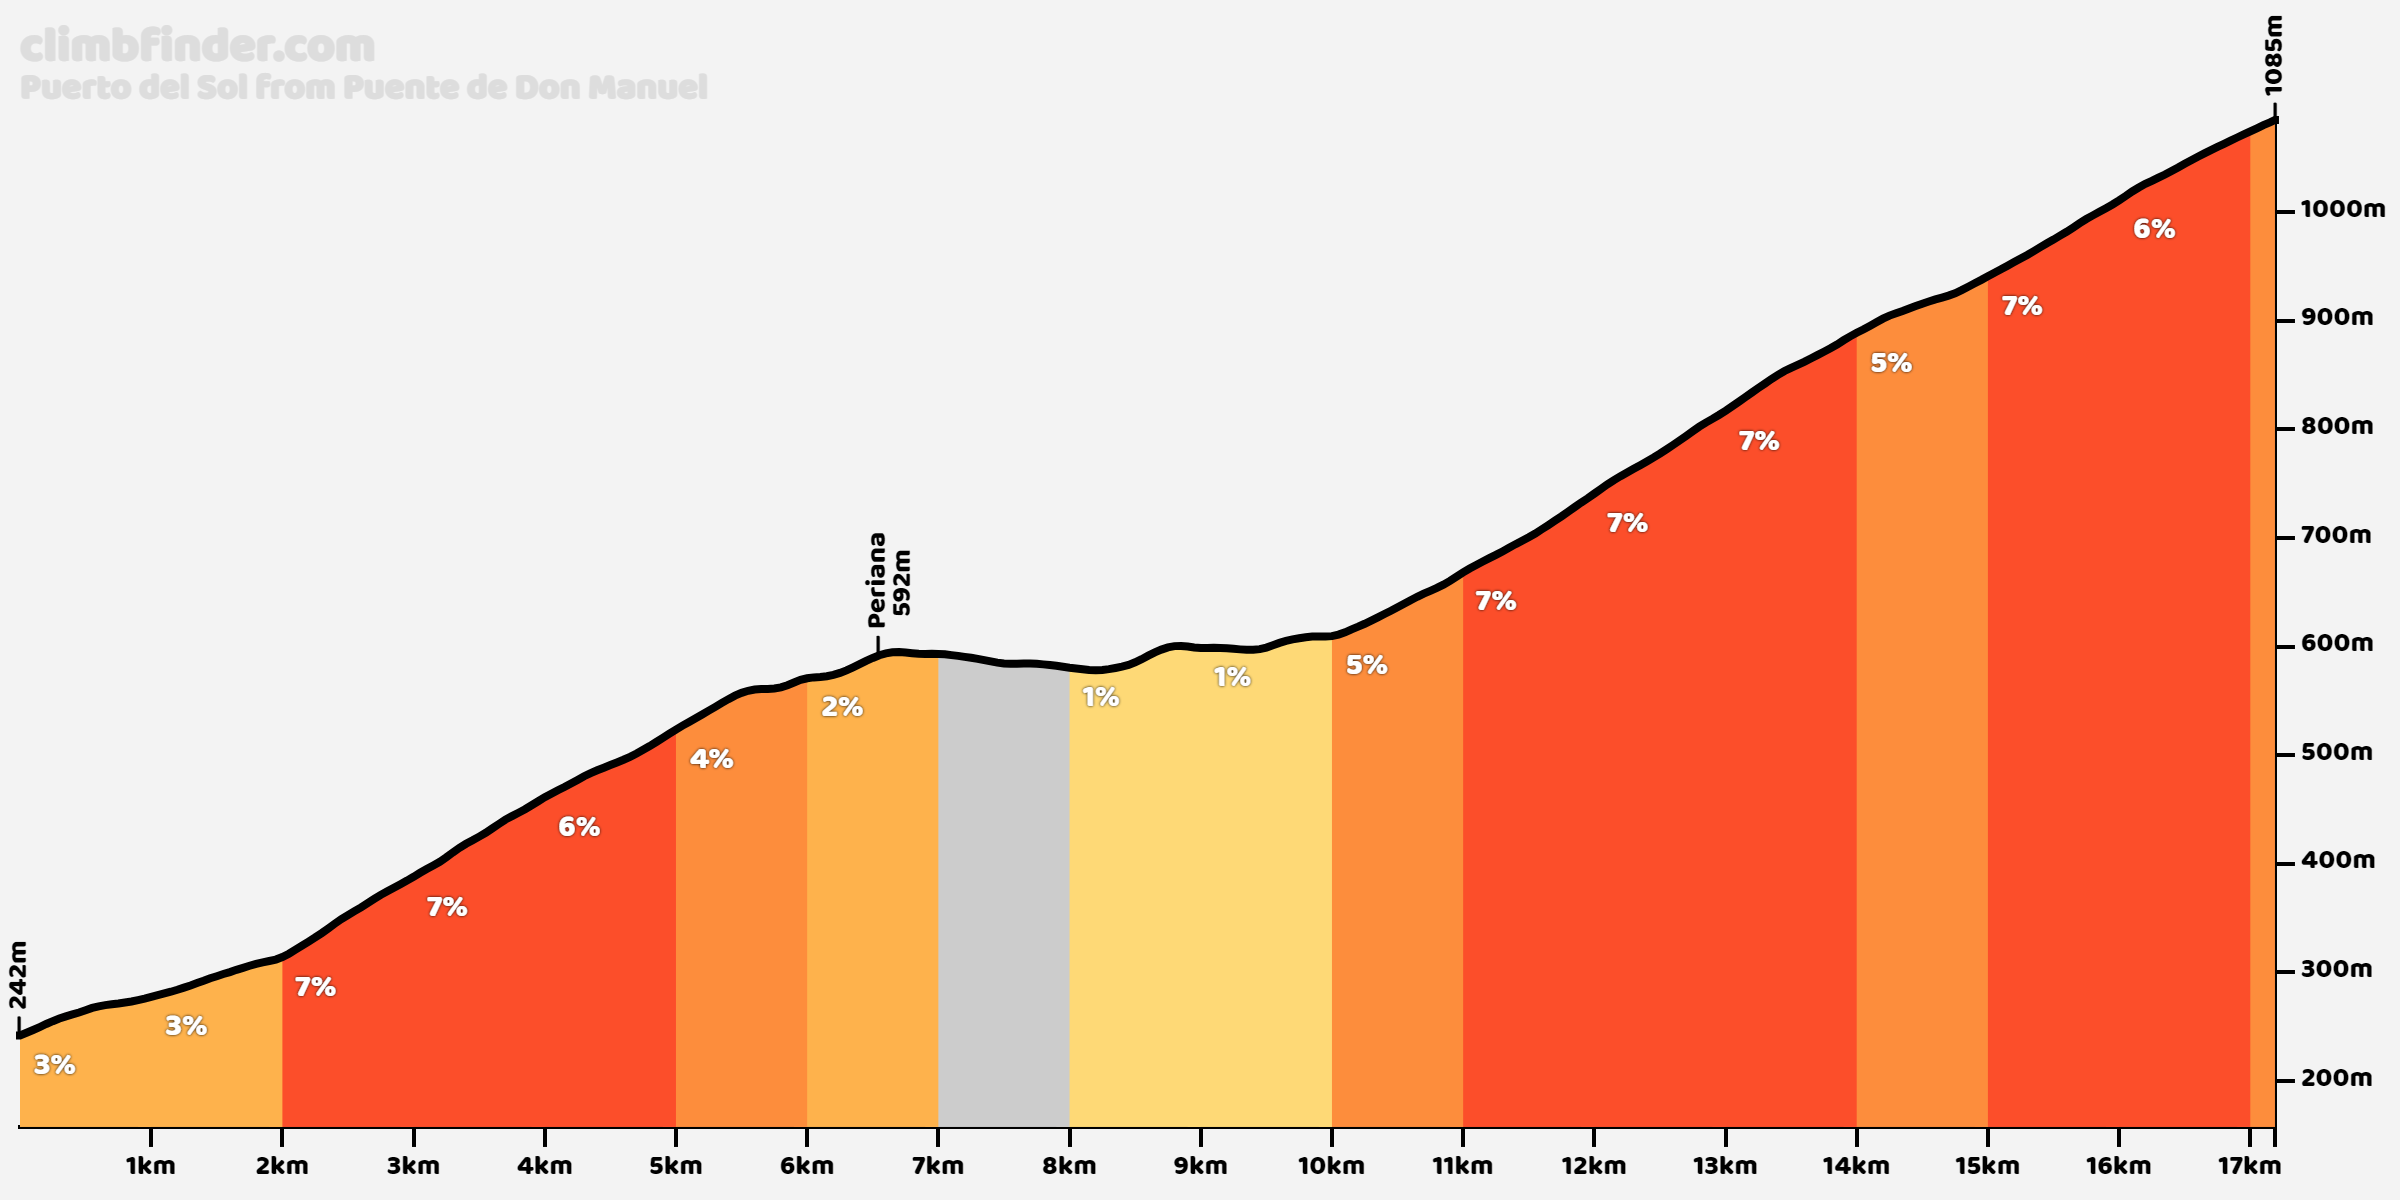 climbfinder.com
Puerto del Sol from Puente de Don Manuel
1085m
1000m
6%
7%
900m
5%
800m
7%
7%
700m
Periana
592m
7%
600m
5%
1%
1%
2%
500m
4%
6%
400m
7%
242m
7%
300m
3%
3%
200m
1km 2km 3km 4km 5km 6km 7km 8km 9km 10km 11km 12km 13km 14km 15km 16km 17km